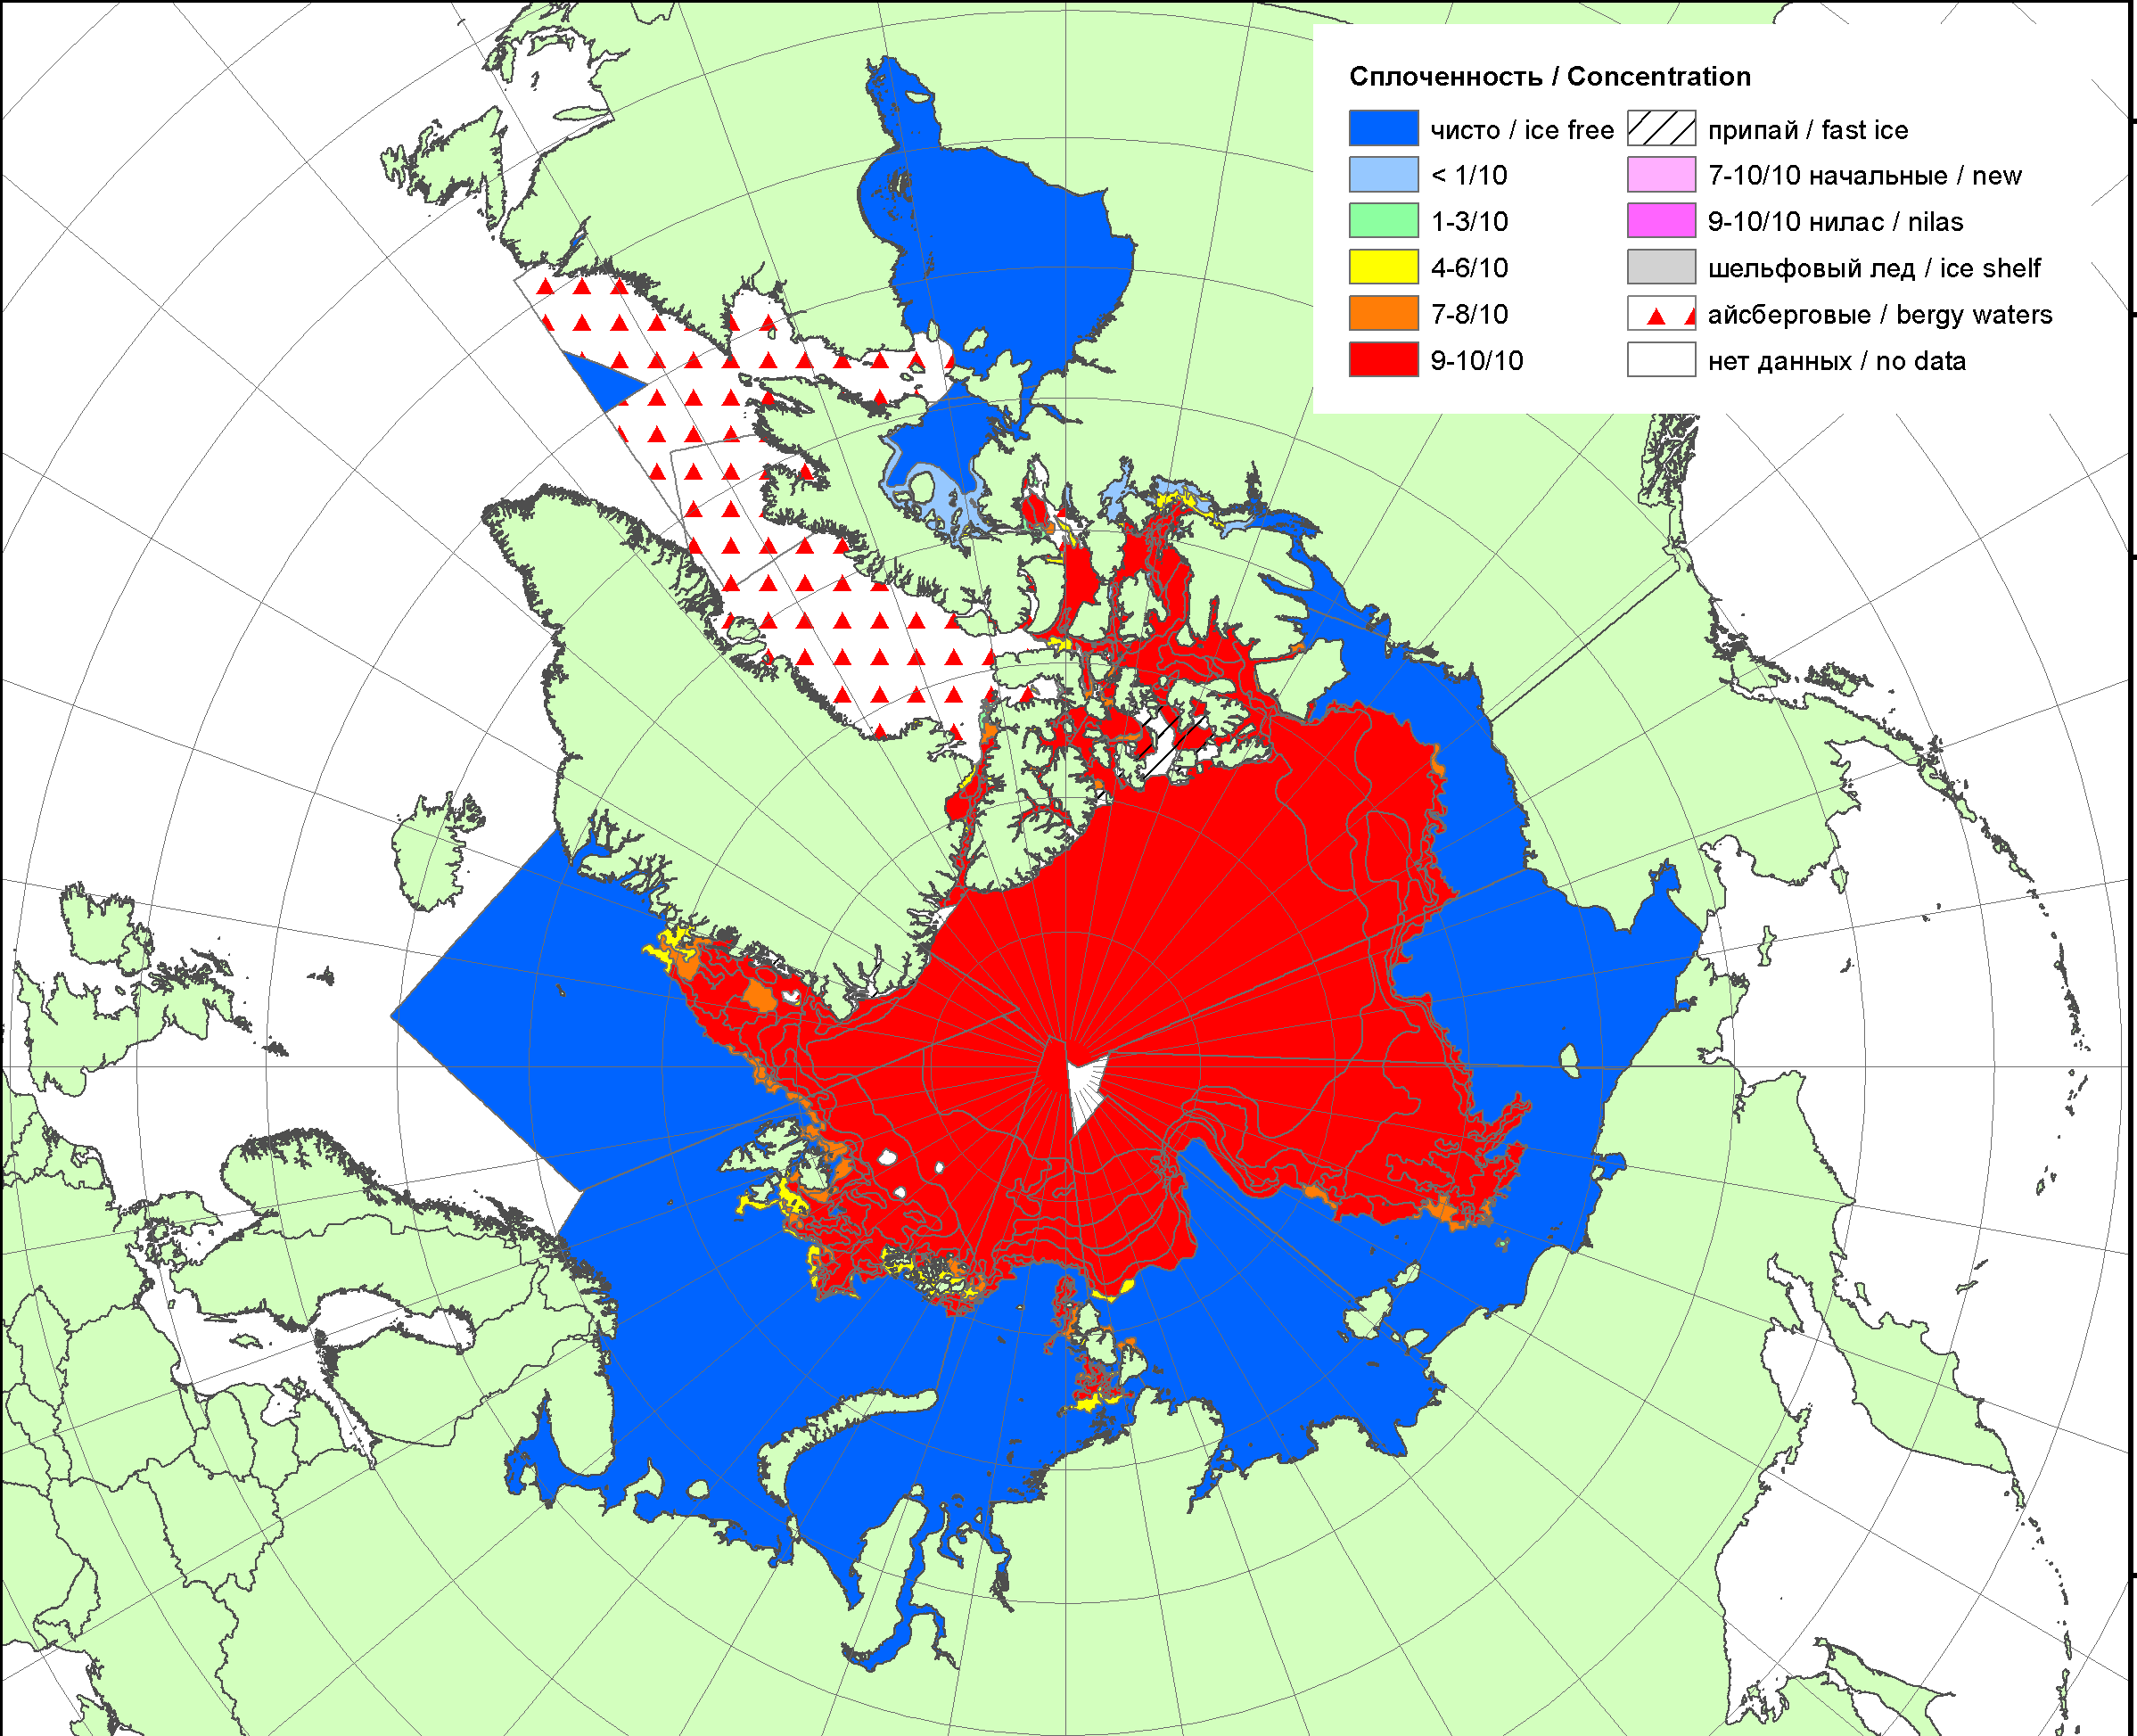 Сплоченность / Concentration
чисто / ice free
< 1/10
1-3/10
4-6/10
7-8/10
9-10/10
припай / fast ice
7-10/10 начальные / new
9-10/10 нилас / nilas
шельфовый лед / ice shelf
айсберговые / bergy waters
нет данных / no data